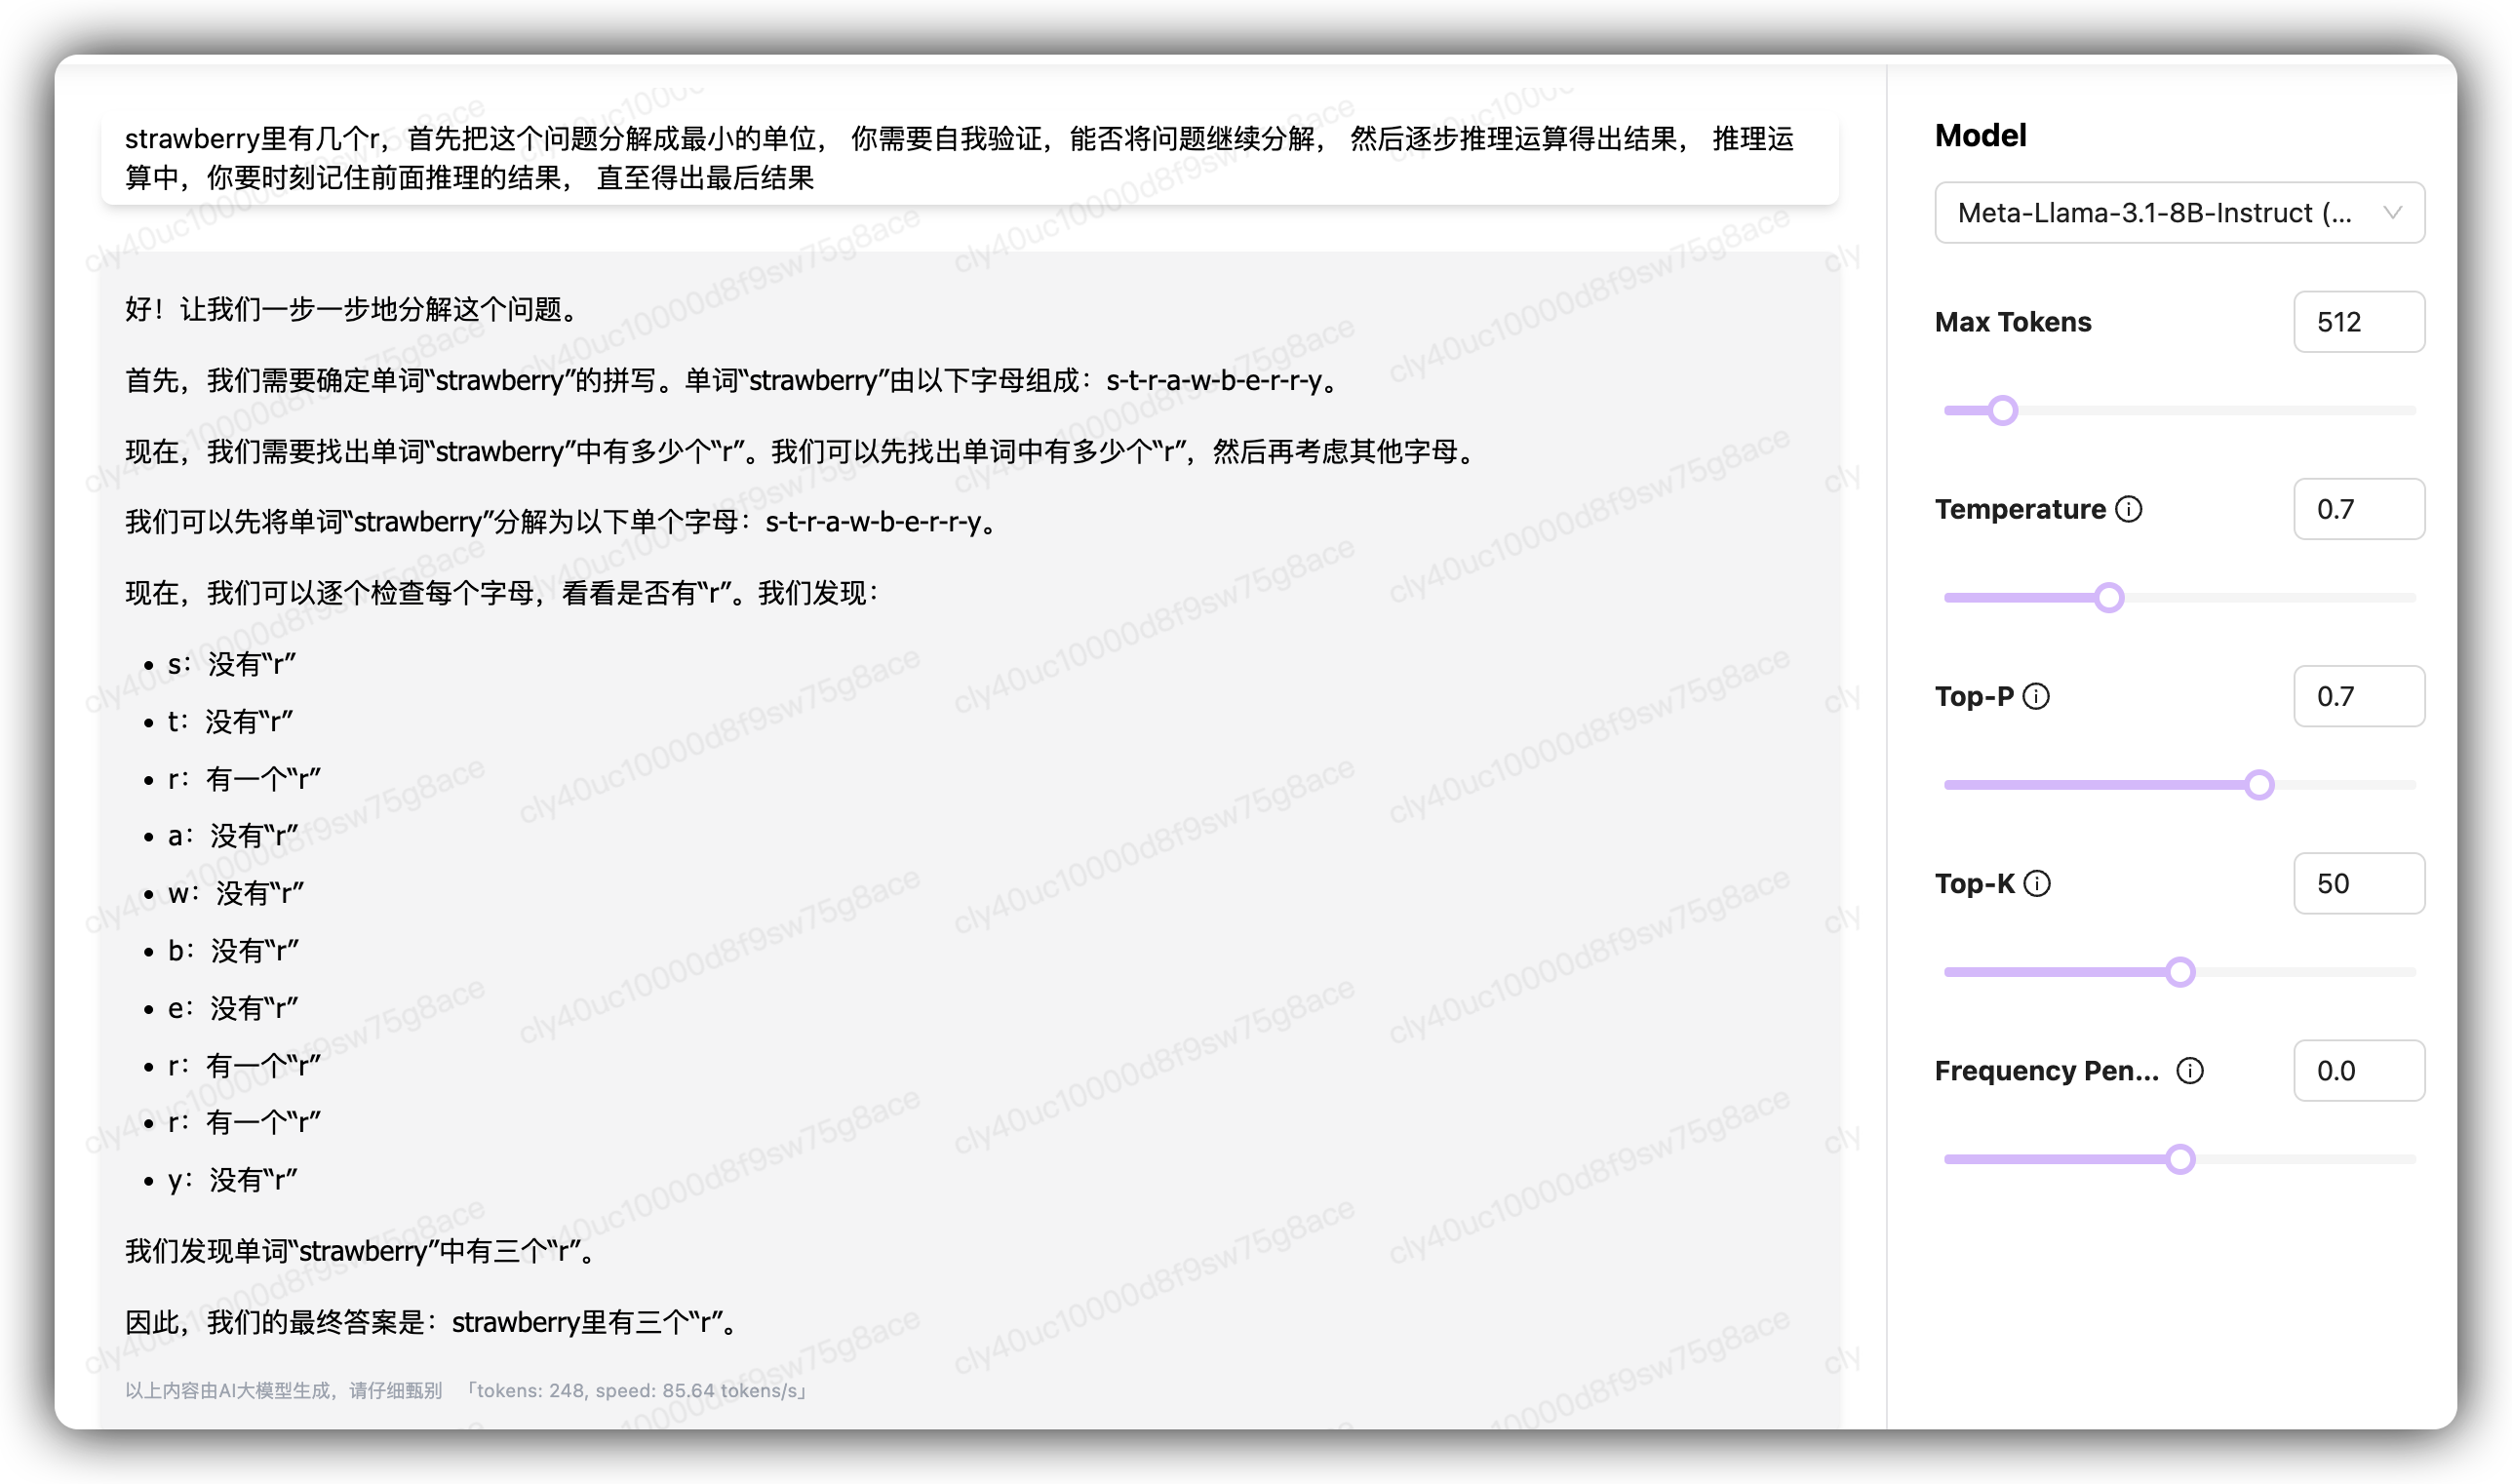 strawberry里有几个r，首先把这个问题分解成最小的单位， 你需要自我验证，能否将问题继续分解， 然后逐步推理运算得出结果， 推理运
算中，你要时刻记住前面推理的结果， 直至得出最后结果
好！让我们一步一步地分解这个问题。
首先，我们需要确定单词“strawberry”的拼写。单词“strawberry”由以下字母组成：s-t-r-a-w-b-e-r-r-y。
现在，我们需要找出单词“strawberry”中有多少个“r”。我们可以先找出单词中有多少个“r”，然后再考虑其他字母。
我们可以先将单词“strawberry”分解为以下单个字母：s-t-r-a-w-b-e-r-r-y。
现在，我们可以逐个检查每个字母，看看是否有“r”。我们发现：
• s：没有“r”
• t：没有“r”
• r：有一个“r”
• a：没有“r”
• w：没有“r”
• b：没有“r”
• e：没有“r”
• r：有一个“r”
• r：有一个“r”
• y：没有“r”
我们发现单词“strawberry”中有三个“r”。
因此，我们的最终答案是：strawberry里有三个“r”。
以上内容由AI大模型生成，请仔细甄别 「tokens: 248, speed: 85.64 tokens/s」
Model
Meta-Llama-3.1-8B-Instruct (...
Max Tokens 512
Temperature 0.7
Top-P 0.7
Top-K 50
Frequency Pen... 0.0
cly40uc10000d8f9sw75g8ace